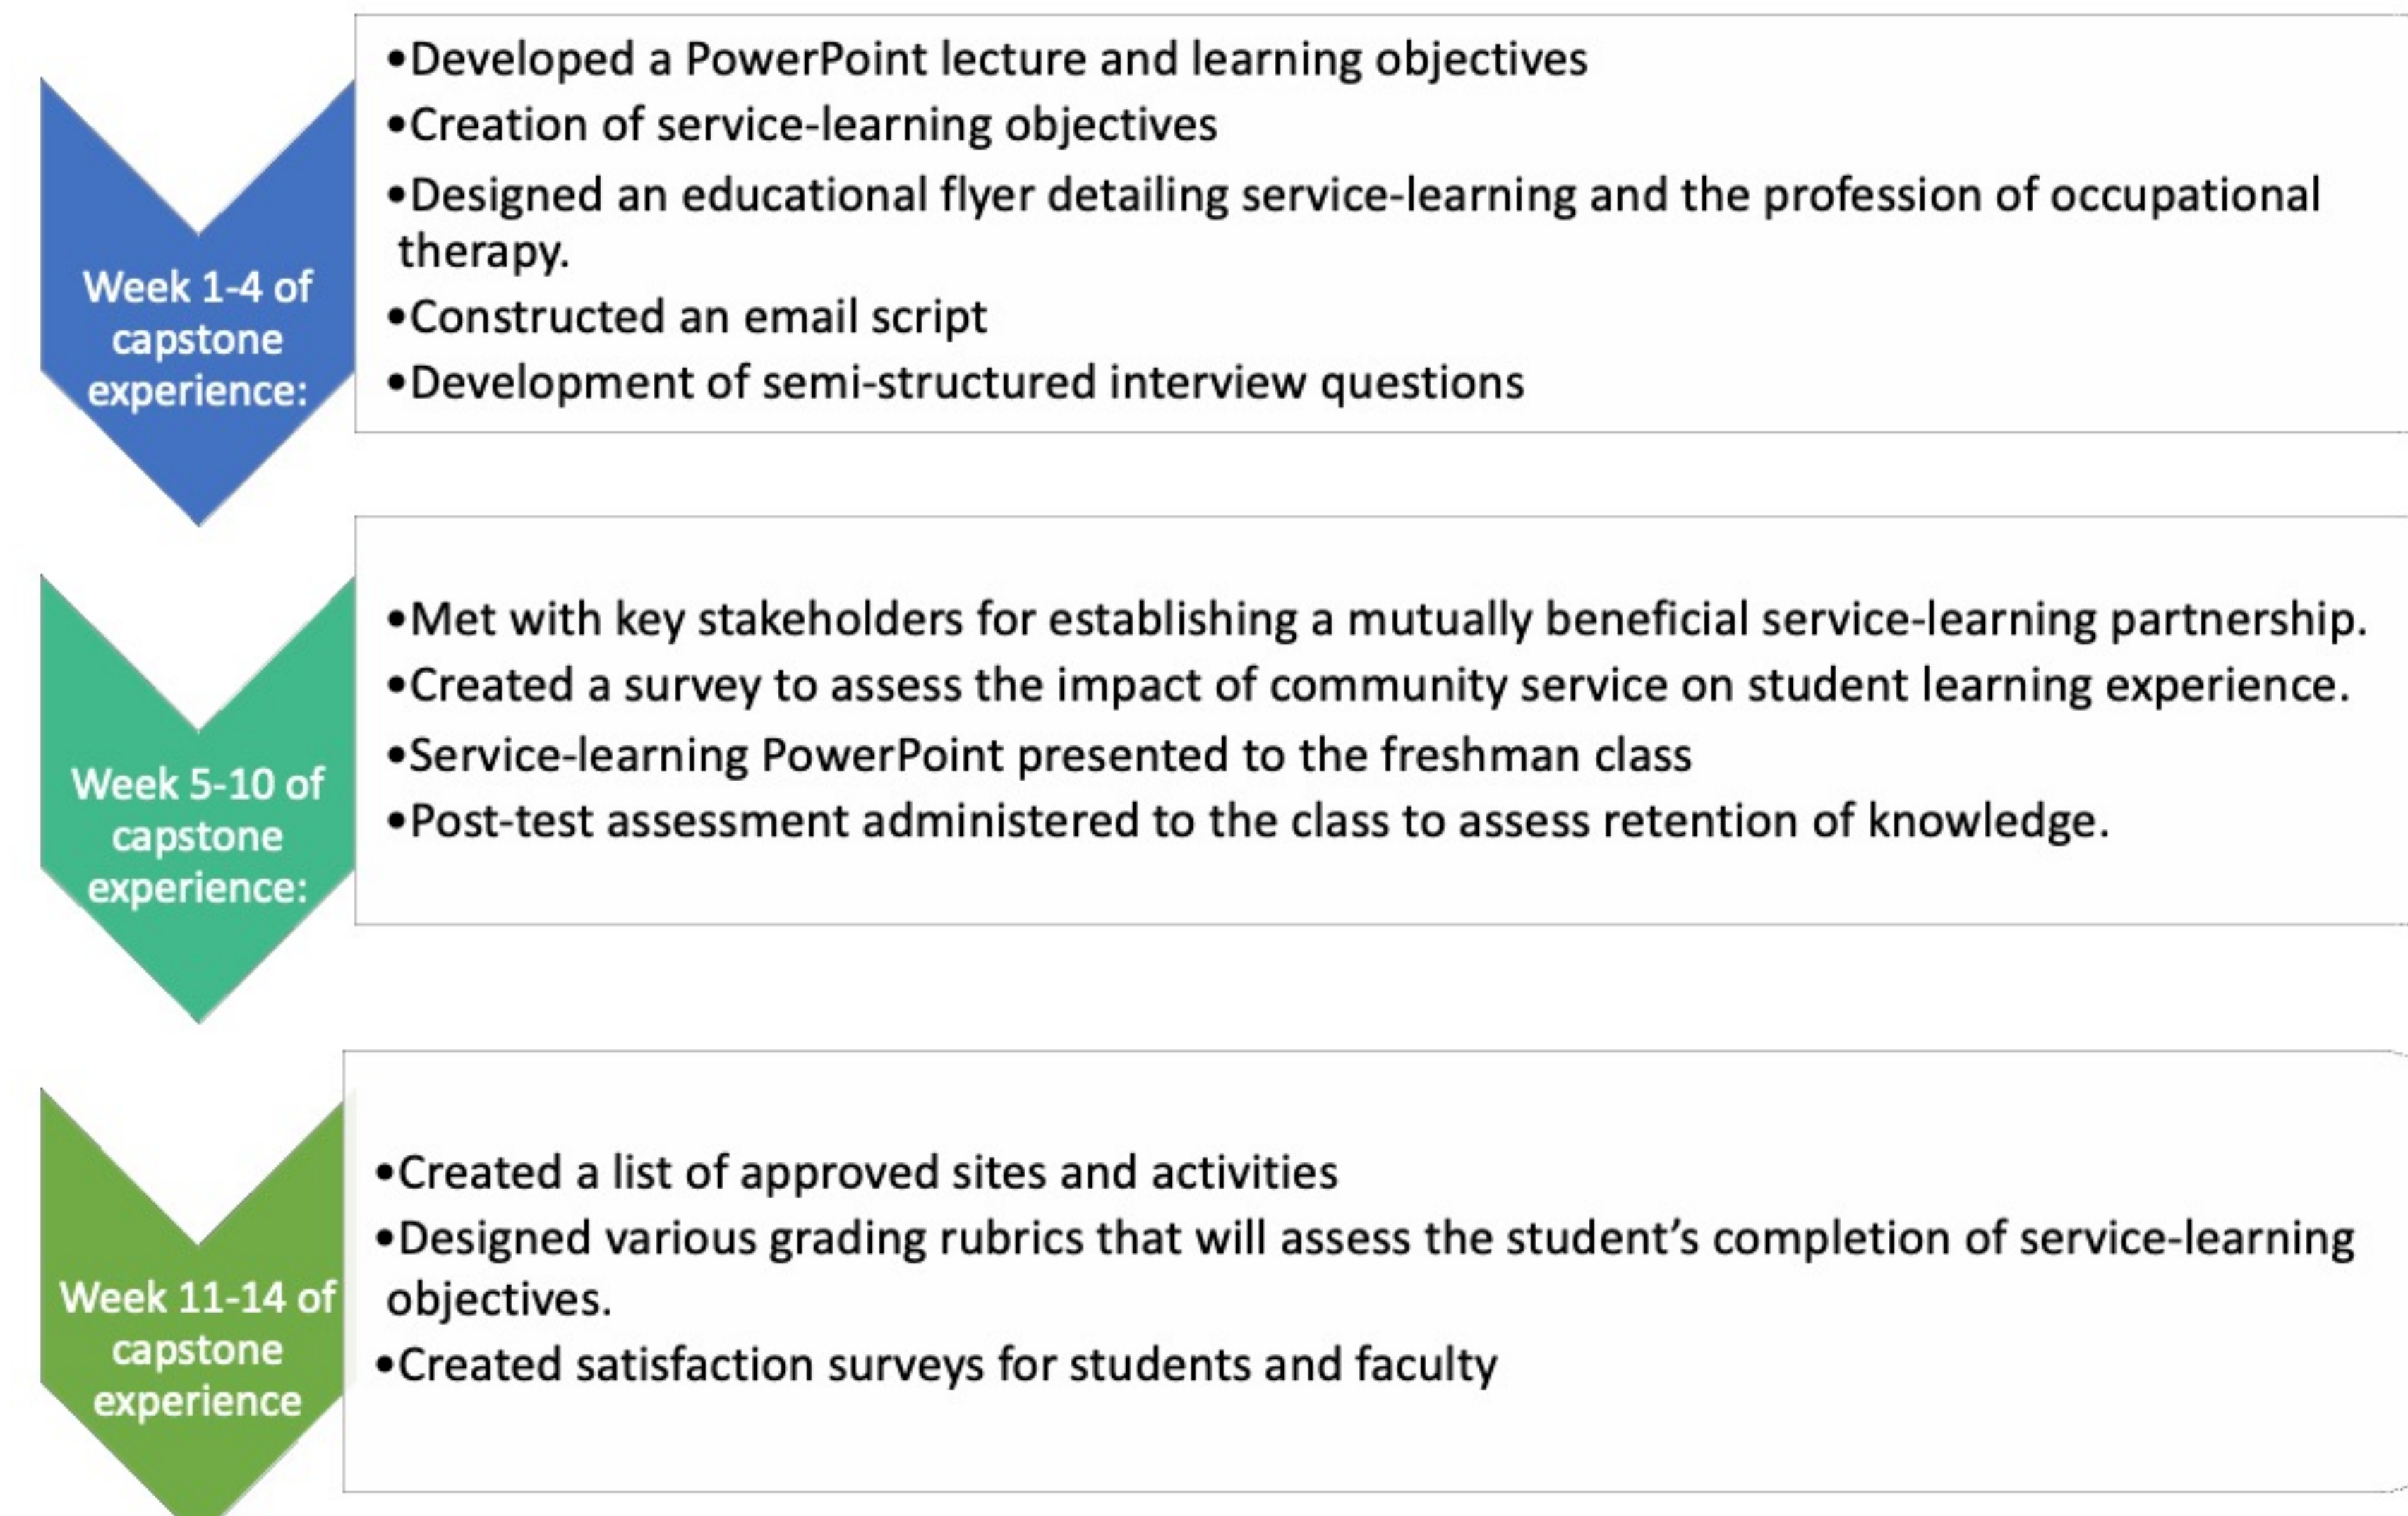 Week 1-4 of
capstone
experience:
•Developed a PowerPoint lecture and learning objectives
•Creation of service-learning objectives
•Designed an educational flyer detailing service-learning and the profession of occupational
therapy.
•Constructed an email script
•Development of semi-structured interview questions
Week 5-10 of
capstone
experience:
•Met with key stakeholders for establishing a mutually beneficial service-learning partnership.
•Created a survey to assess the impact of community service on student learning experience.
•Service-learning PowerPoint presented to the freshman class
•Post-test assessment administered to the class to assess retention of knowledge.
Week 11-14 of
capstone
experience
•Created a list of approved sites and activities
•Designed various grading rubrics that will assess the student’s completion of service-learning
objectives.
•Created satisfaction surveys for students and faculty